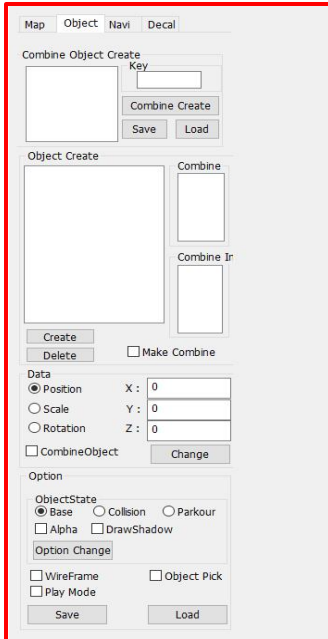 Map Object Navi Decal
Combine Object Create
Key
Combine Create
Save Load
Object Create
Combine
Combine In
Create
Delete
Make Combine
Data
Position X : 0
Scale Y : 0
Rotation Z : 0
CombineObject Change
Option
ObjectState
Base Collision Parkour
Alpha DrawShadow
Option Change
WireFrame Object Pick
Play Mode
Save Load